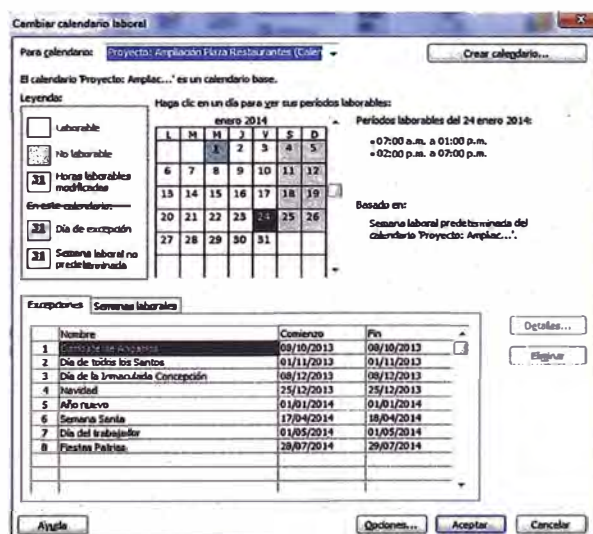 Cambiar calendario laboral
Para calendario: Proyecto: Ampliación Plaza Restaurantes (Calen
Crear calendario...
El calendario 'Proyecto: Amplac...' es un calendario base.
Leyenda:
Laborable
No laborable
31 Horas laborables modificadas
En este calendario:
31 Día de excepción
31 Semana laboral no predeterminada
Haga clic en un día para ver sus períodos laborables:
enero 2014
L M M J V S D
1 2 3 4 5
6 7 8 9 10 11 12
13 14 15 16 17 18 19
20 21 22 23 24 25 26
27 28 29 30 31
Períodos laborables del 24 enero 2014:
• 07:00 a.m. a 01:00 p.m.
• 02:00 p.m. a 07:00 p.m.
Basado en:
Semana laboral predeterminada del
calendario 'Proyecto: Amplac...'.
Excepciones Semanas laborales
Nombre Comienzo Fin
1 Combate de Angamos 08/10/2013 08/10/2013
2 Día de todos los Santos 01/11/2013 01/11/2013
3 Día de la Inmaculada Concepción 08/12/2013 08/12/2013
4 Navidad 25/12/2013 25/12/2013
5 Año nuevo 01/01/2014 01/01/2014
6 Semana Santa 17/04/2014 18/04/2014
7 Día del trabajador 01/05/2014 01/05/2014
8 Fiestas Patrias 28/07/2014 29/07/2014
Detalles...
Eliminar
Ayuda
Opciones...
Aceptar
Cancelar